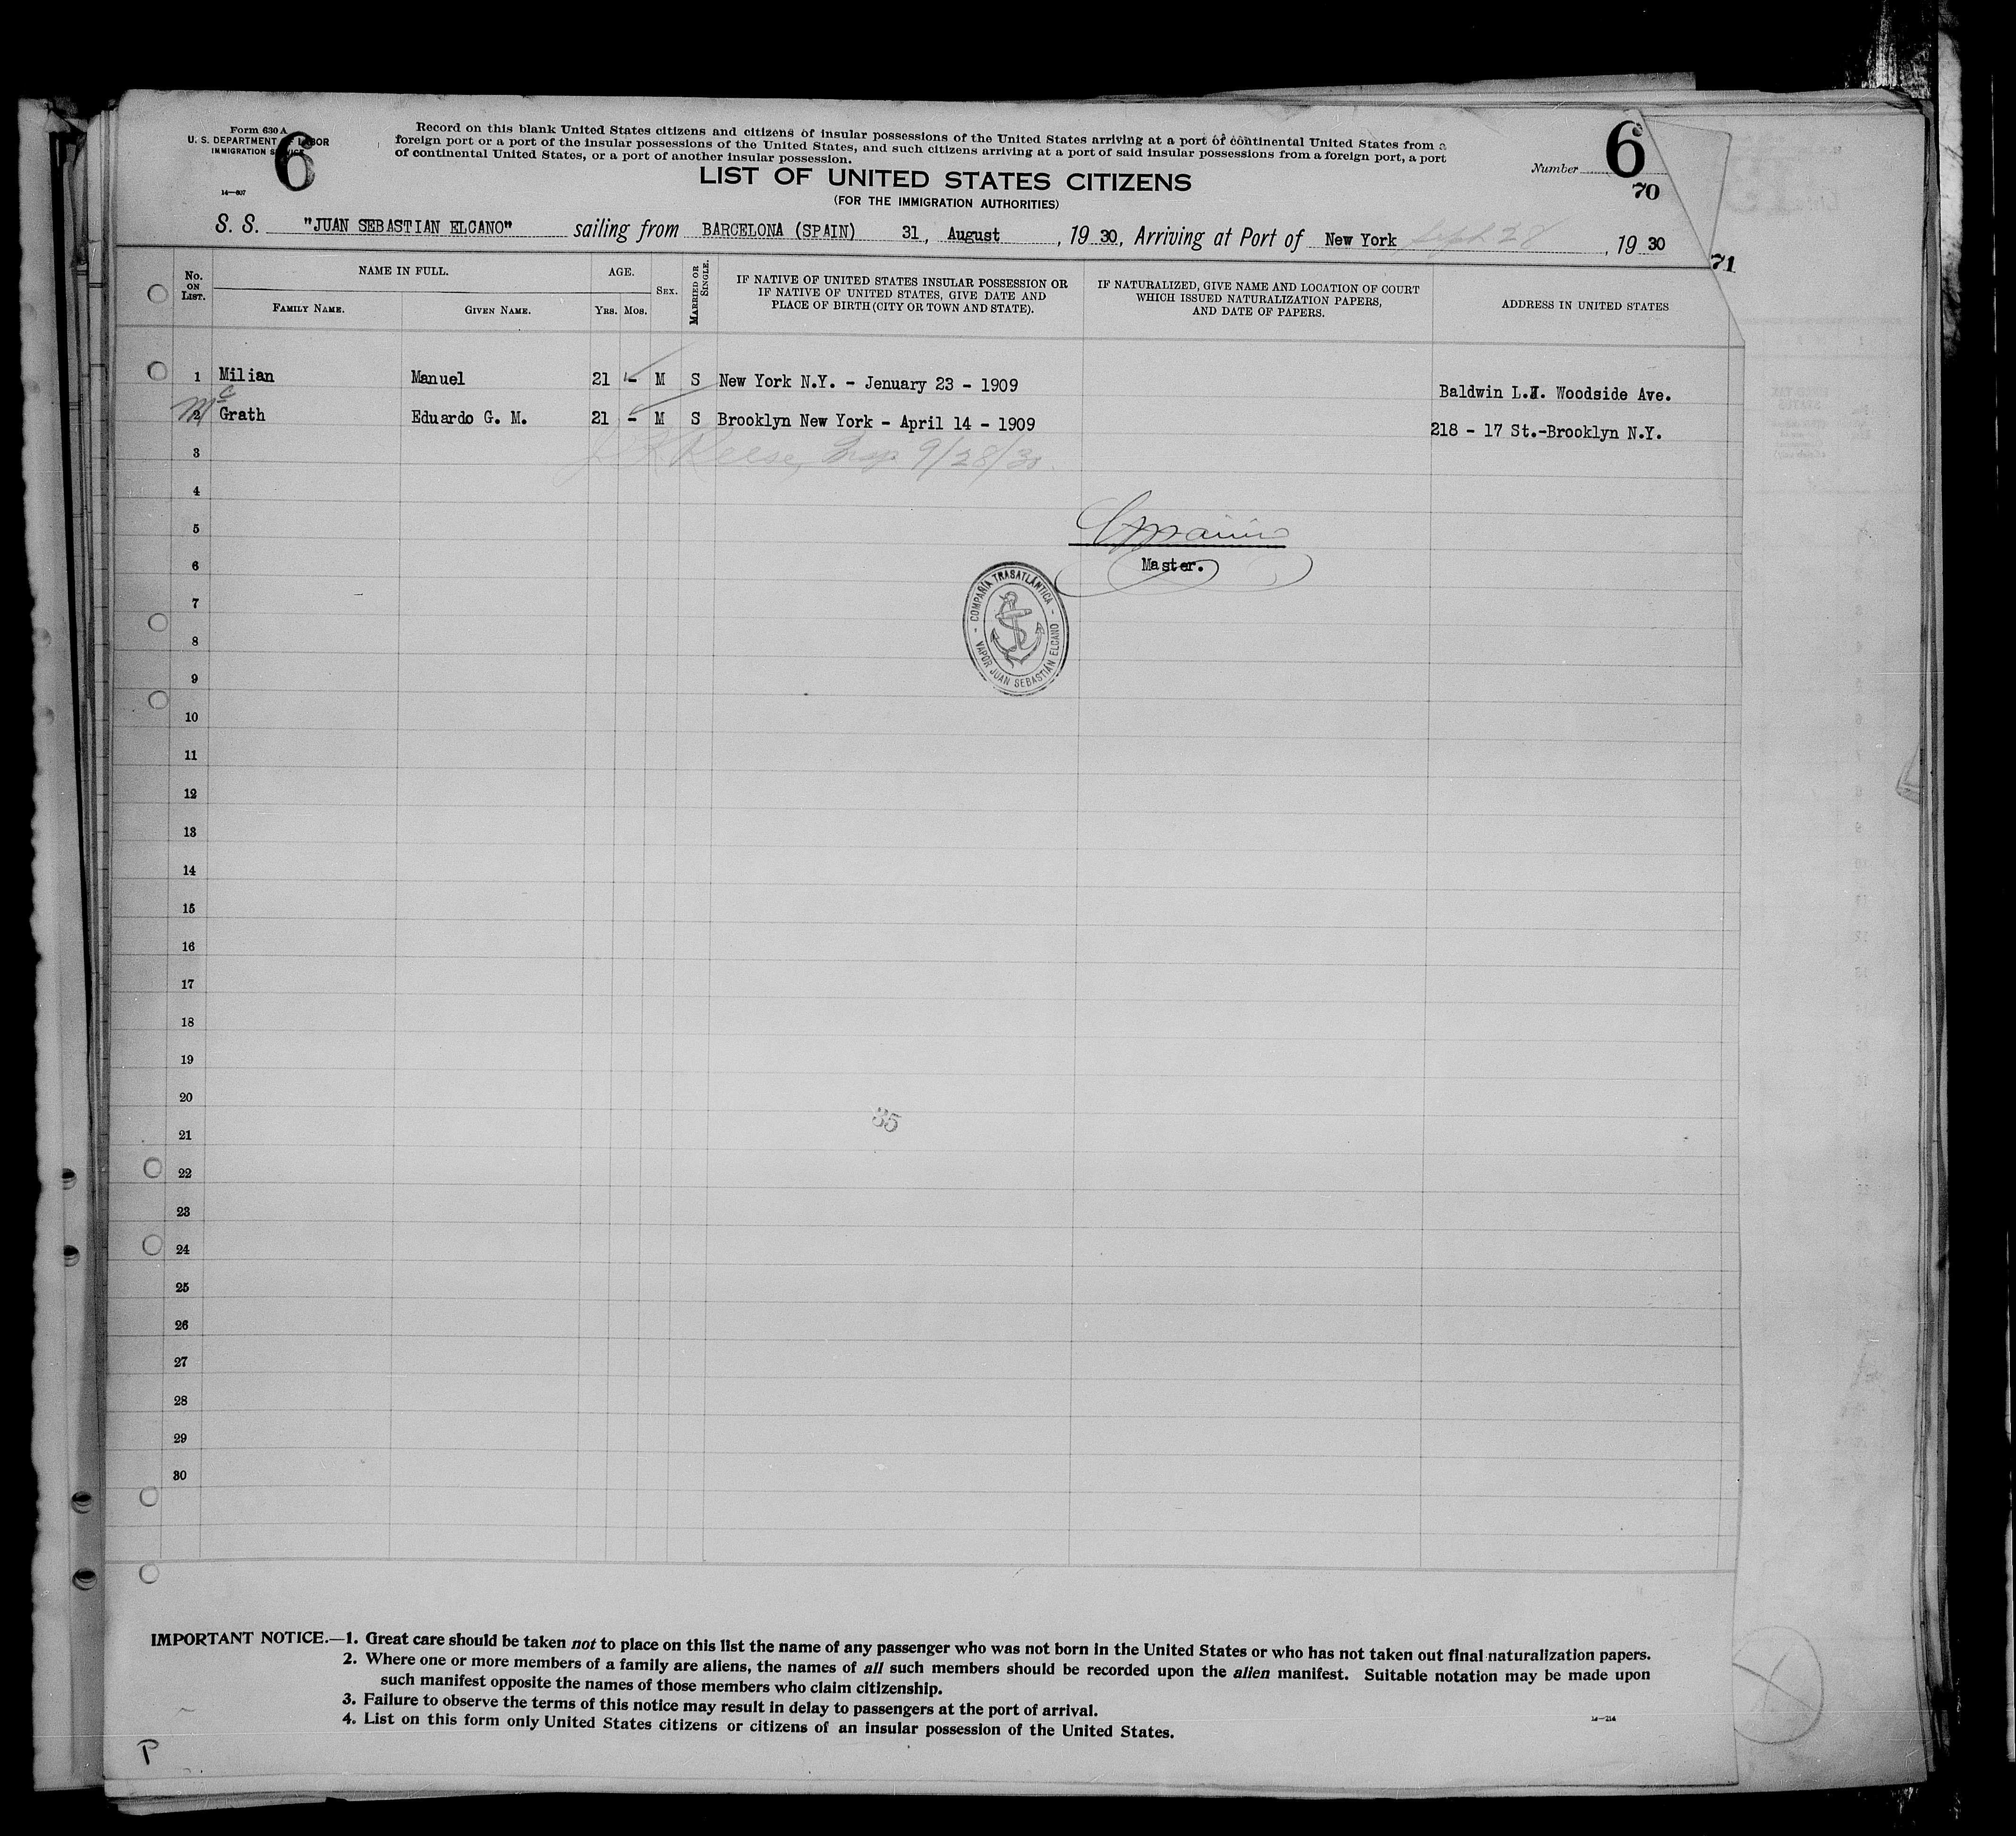 Form 630 A
U. S. DEPARTMENT OF LABOR
IMMIGRATION SERVICE
14—607
6
Record on this blank United States citizens and citizens of insular possessions of the United States arriving at a port of continental United States from a
foreign port or a port of the insular possessions of the United States, and such citizens arriving at a port of said insular possessions from a foreign port, a port
of continental United States, or a port of another insular possession.
Number 6
70
71
LIST OF UNITED STATES CITIZENS
(FOR THE IMMIGRATION AUTHORITIES)
S. S. "JUAN SEBASTIAN ELCANO" sailing from BARCELONA (SPAIN) 31, August, 19 30, Arriving at Port of New York Sept 28, 19 30
No. ON LIST.
NAME IN FULL.
FAMILY NAME.
GIVEN NAME.
AGE.
YRS. MOS.
SEX.
MARRIED OR SINGLE.
IF NATIVE OF UNITED STATES INSULAR POSSESSION OR
IF NATIVE OF UNITED STATES, GIVE DATE AND
PLACE OF BIRTH (CITY OR TOWN AND STATE).
IF NATURALIZED, GIVE NAME AND LOCATION OF COURT
WHICH ISSUED NATURALIZATION PAPERS,
AND DATE OF PAPERS.
ADDRESS IN UNITED STATES
1 Milian Manuel 21 - M S New York N.Y. - Jenuary 23 - 1909 Baldwin L.I. Woodside Ave.
2 Mc Grath Eduardo G. M. 21 - M S Brooklyn New York - April 14 - 1909 218 - 17 St.-Brooklyn N.Y.
3 Reese, Insp 9/28/30.
4
5
6 Master.
COMPAÑIA TRASATLÁNTICA
VAPOR JUAN SEBASTIÁN ELCANO
7
8
9
10
11
12
13
14
15
16
17
18
19
20
35
21
22
23
24
25
26
27
28
29
30
IMPORTANT NOTICE.—1. Great care should be taken not to place on this list the name of any passenger who was not born in the United States or who has not taken out final naturalization papers.
2. Where one or more members of a family are aliens, the names of all such members should be recorded upon the alien manifest. Suitable notation may be made upon
such manifest opposite the names of those members who claim citizenship.
3. Failure to observe the terms of this notice may result in delay to passengers at the port of arrival.
4. List on this form only United States citizens or citizens of an insular possession of the United States.
14—214
P